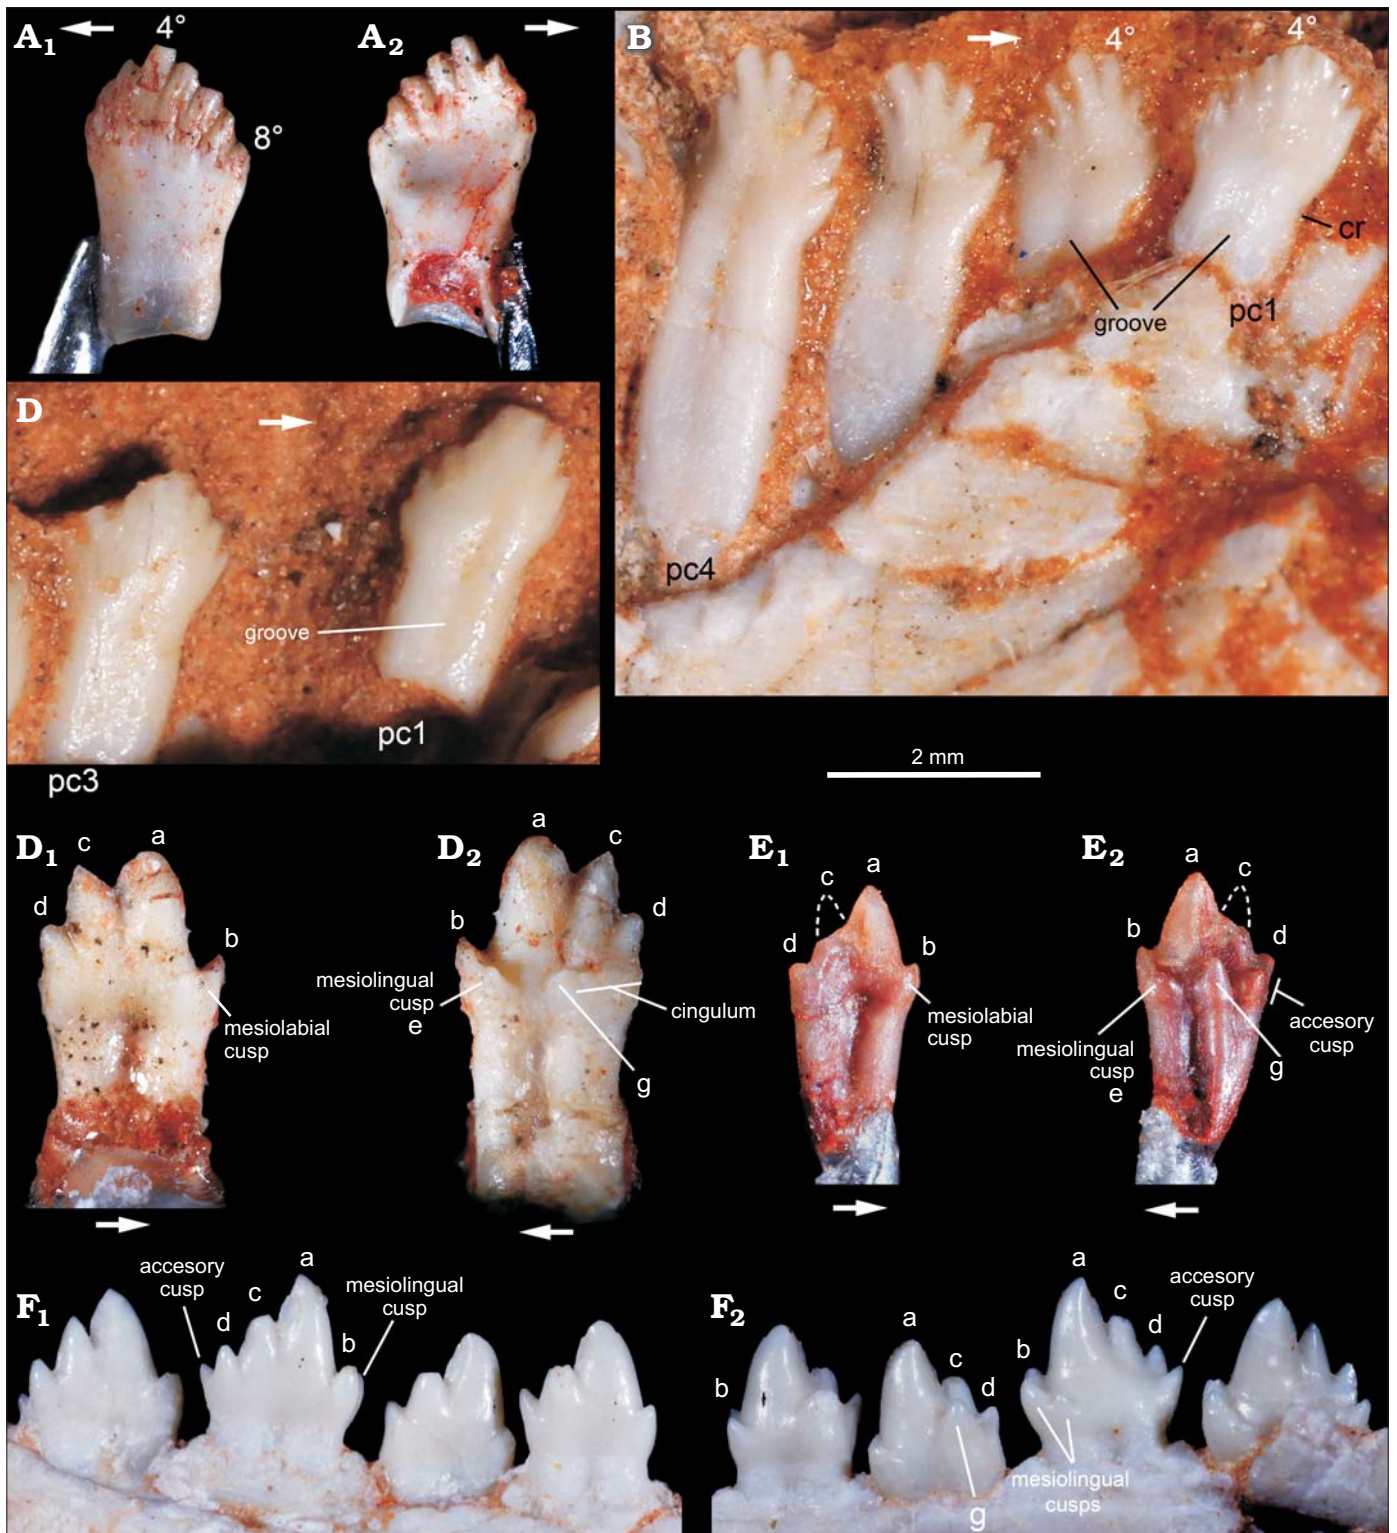 A1
4°
8°
A2
B
4°
4°
cr
groove
pc1
pc4
D
groove
pc1
pc3
2 mm
D1
c
a
d
b
mesiolabial
cusp
D2
a
c
b
d
mesiolingual
cusp
e
cingulum
g
E1
a
c
d
b
mesiolabial
cusp
E2
a
c
b
d
mesiolingual
cusp
e
accesory
cusp
g
F1
accesory
cusp
d
c
a
mesiolingual
cusp
b
F2
b
a
c
d
g
a
c
b
d
accesory
cusp
mesiolingual
cusps